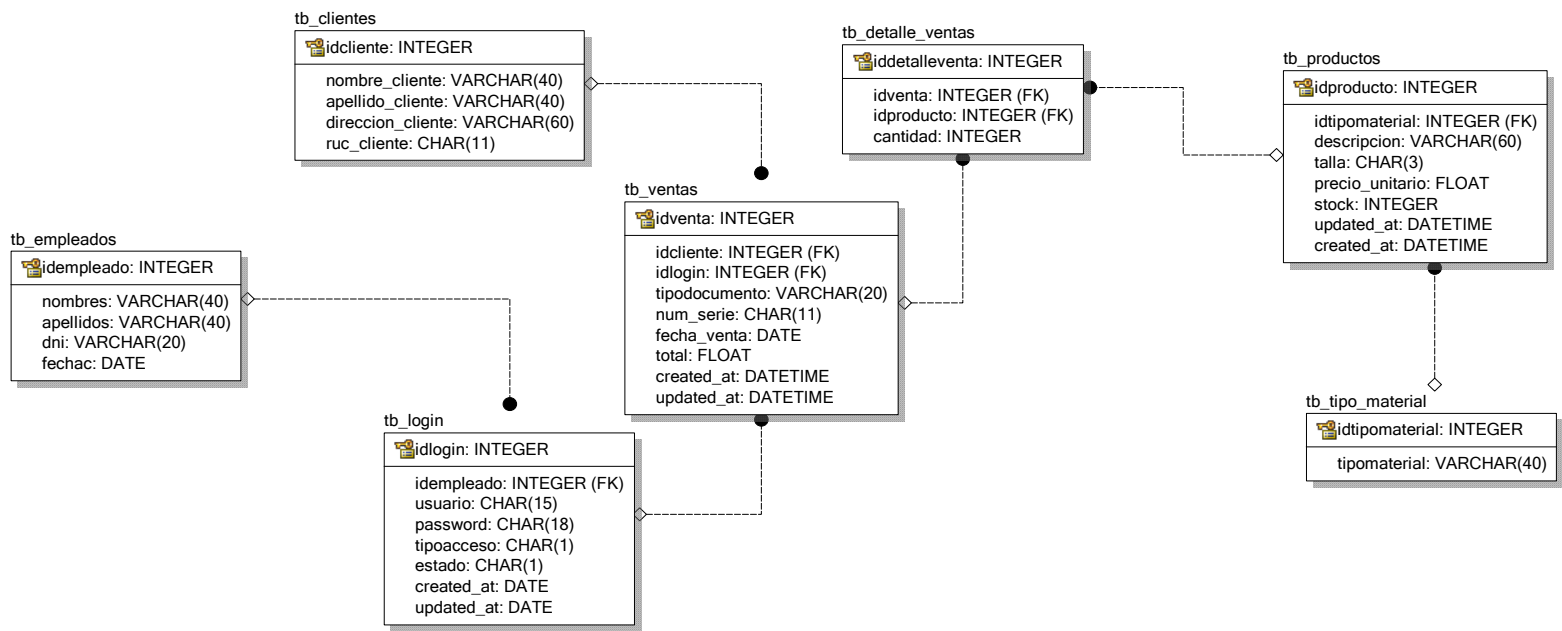 tb_clientes
idcliente: INTEGER
nombre_cliente: VARCHAR(40)
apellido_cliente: VARCHAR(40)
direccion_cliente: VARCHAR(60)
ruc_cliente: CHAR(11)
tb_detalle_ventas
iddetalleventa: INTEGER
idventa: INTEGER (FK)
idproducto: INTEGER (FK)
cantidad: INTEGER
tb_productos
idproducto: INTEGER
idtipomaterial: INTEGER (FK)
descripcion: VARCHAR(60)
talla: CHAR(3)
precio_unitario: FLOAT
stock: INTEGER
updated_at: DATETIME
created_at: DATETIME
tb_ventas
idventa: INTEGER
idcliente: INTEGER (FK)
idlogin: INTEGER (FK)
tipodocumento: VARCHAR(20)
num_serie: CHAR(11)
fecha_venta: DATE
total: FLOAT
created_at: DATETIME
updated_at: DATETIME
tb_empleados
idempleado: INTEGER
nombres: VARCHAR(40)
apellidos: VARCHAR(40)
dni: VARCHAR(20)
fechac: DATE
tb_login
idlogin: INTEGER
idempleado: INTEGER (FK)
usuario: CHAR(15)
password: CHAR(18)
tipoacceso: CHAR(1)
estado: CHAR(1)
created_at: DATE
updated_at: DATE
tb_tipo_material
idtipomaterial: INTEGER
tipomaterial: VARCHAR(40)